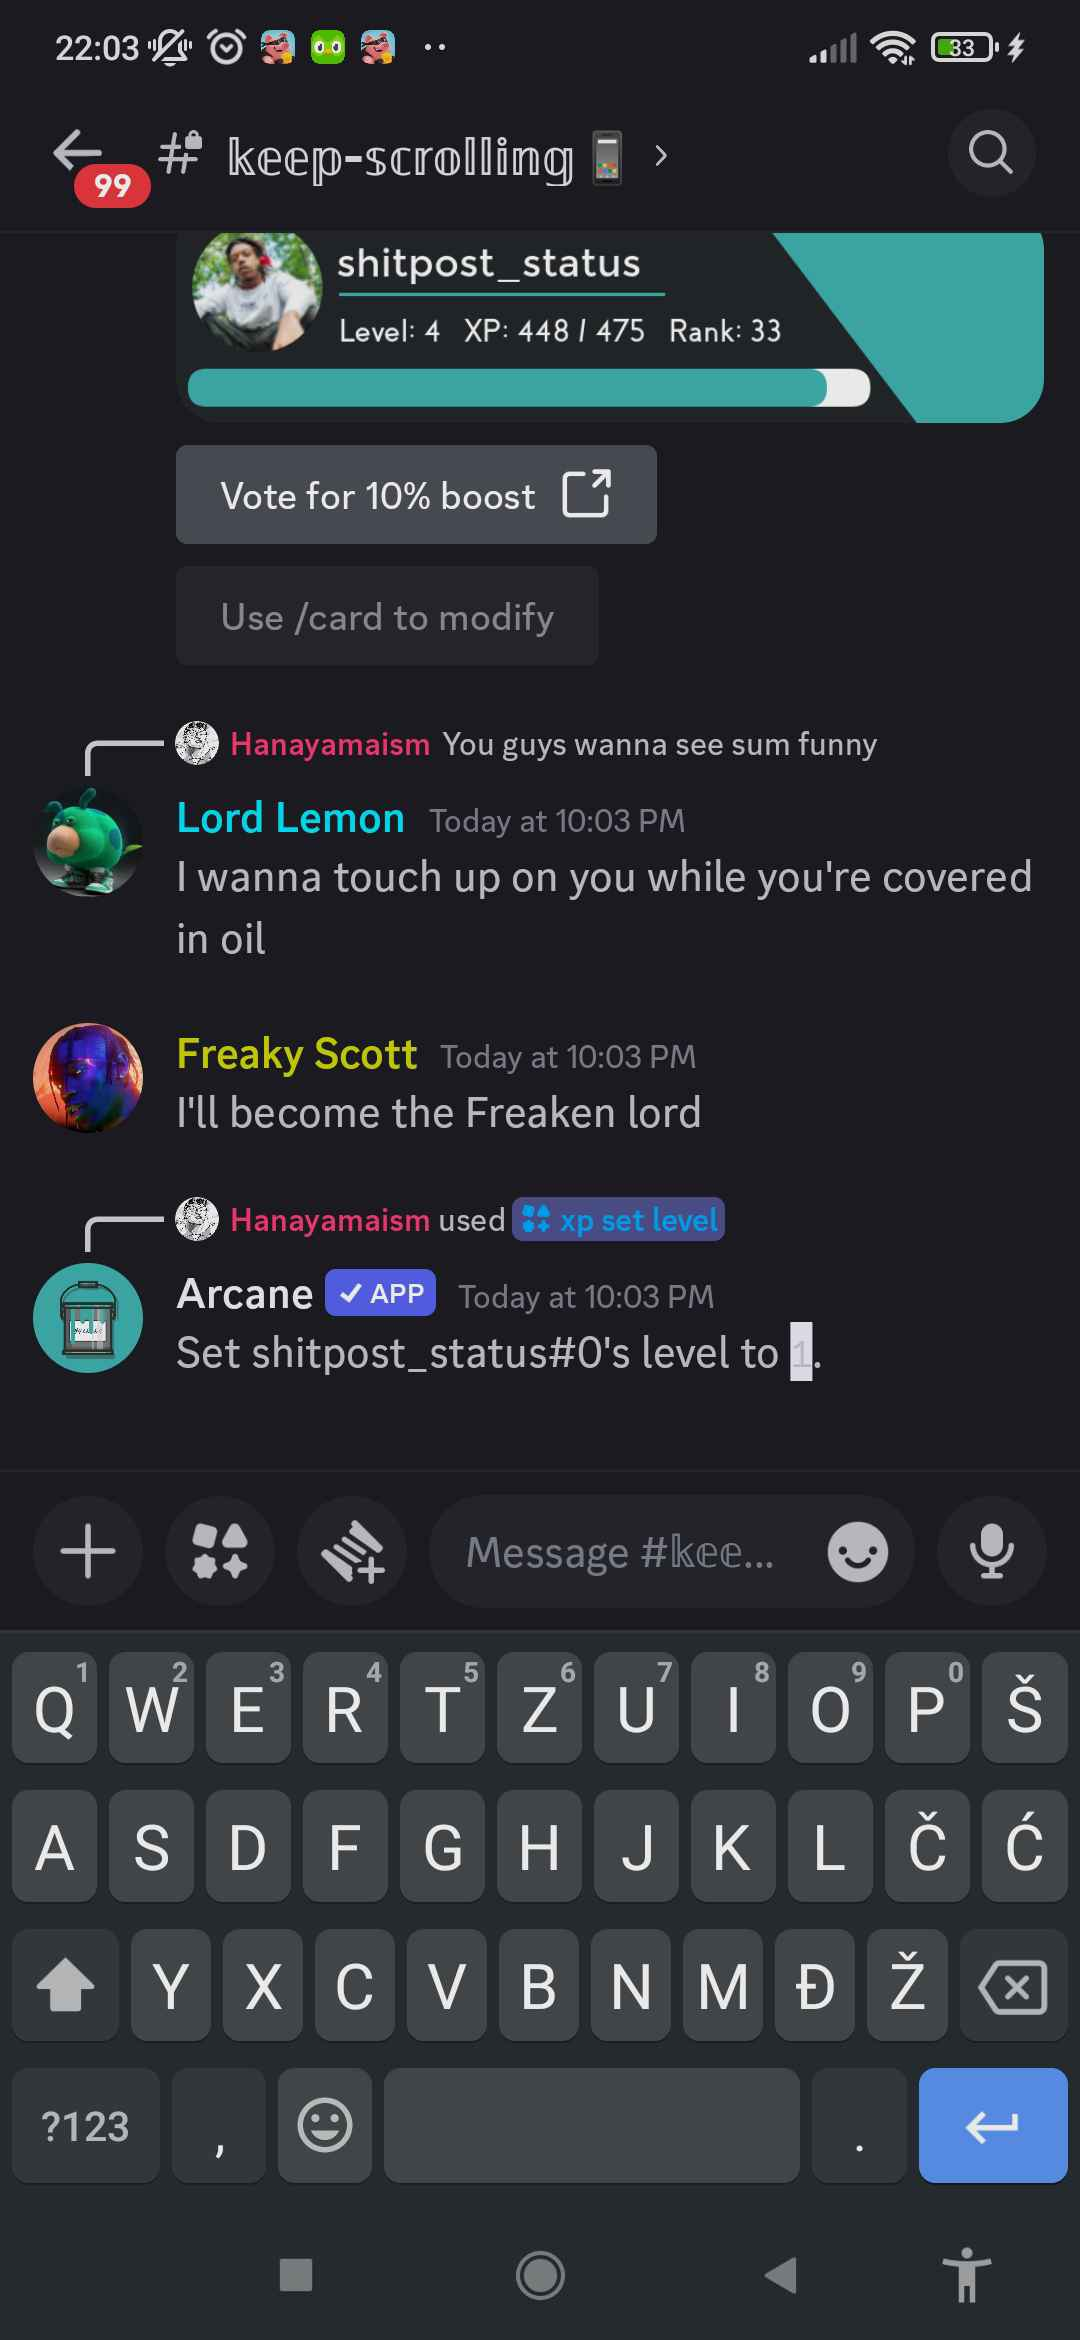 22:03
33
99
# 𝕜𝕖𝕖𝕡-𝕤𝕔𝕣𝕠𝕝𝕝𝕚𝕟𝕘📱 ›
shitpost_status
Level: 4 XP: 448 / 475 Rank: 33
Vote for 10% boost
Use /card to modify
Hanayamaism You guys wanna see sum funny
Lord Lemon Today at 10:03 PM
I wanna touch up on you while you're covered
in oil
Freaky Scott Today at 10:03 PM
I'll become the Freaken lord
Hanayamaism used xp set level
Arcane ✓ APP Today at 10:03 PM
Set shitpost_status#0's level to 1.
Message #𝕜𝕖𝕖...
1 2 3 4 5 6 7 8 9 0
Q W E R T Z U I O P Š
A S D F G H J K L Č Ć
Y X C V B N M Đ Ž
?123 , .